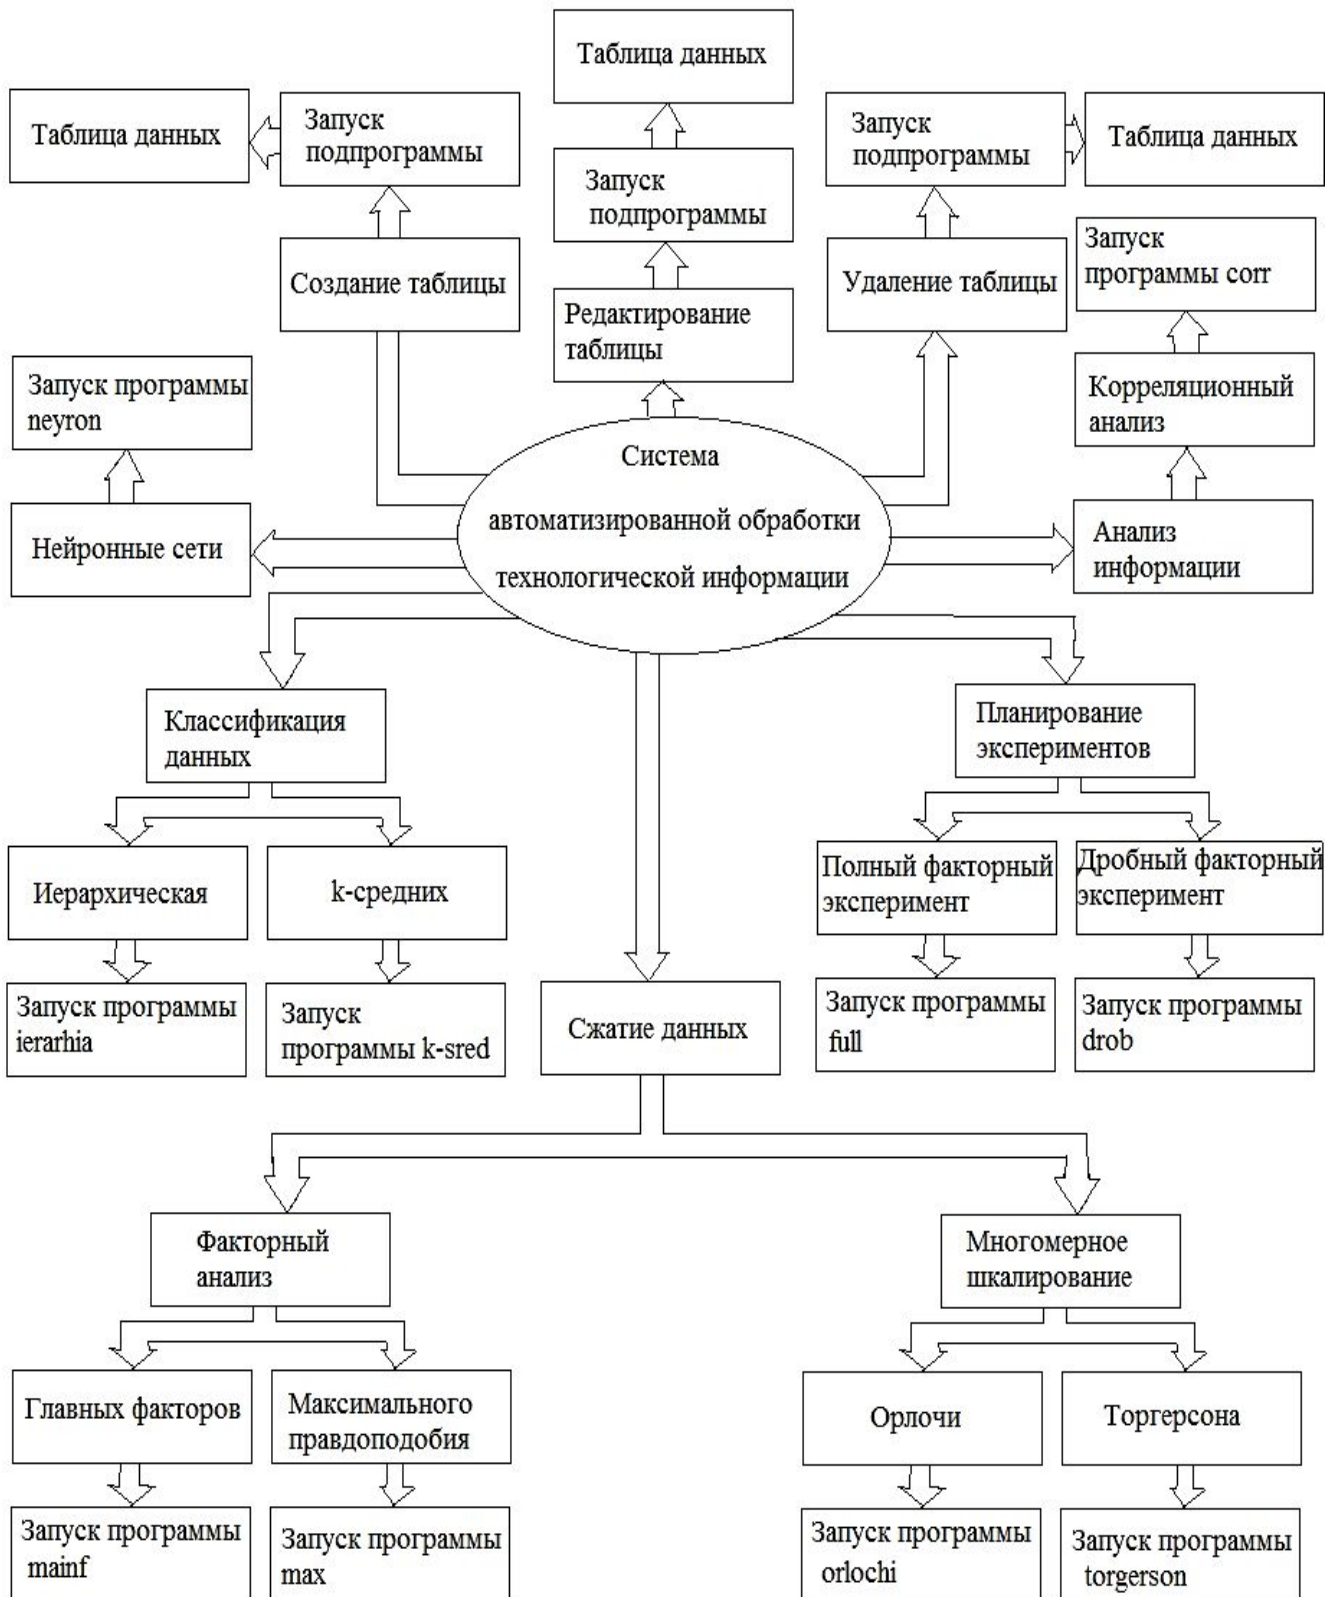 Таблица данных
Таблица данных
Запуск
подпрограммы
Запуск
подпрограммы
Таблица данных
Запуск
подпрограммы
Создание таблицы
Редактирование
таблицы
Удаление таблицы
Запуск
программы corr
Запуск программы
neyron
Корреляционный
анализ
Система
автоматизированной обработки
технологической информации
Нейронные сети
Анализ
информации
Классификация
данных
Планирование
экспериментов
Иерархическая
k-средних
Полный факторный
эксперимент
Дробный факторный
эксперимент
Запуск программы
ierarhia
Запуск
программы k-sred
Сжатие данных
Запуск программы
full
Запуск программы
drob
Факторный
анализ
Многомерное
шкалирование
Главных факторов
Максимального
правдоподобия
Орлочи
Торгерсона
Запуск программы
mainf
Запуск программы
max
Запуск программы
orlochi
Запуск программы
torgerson